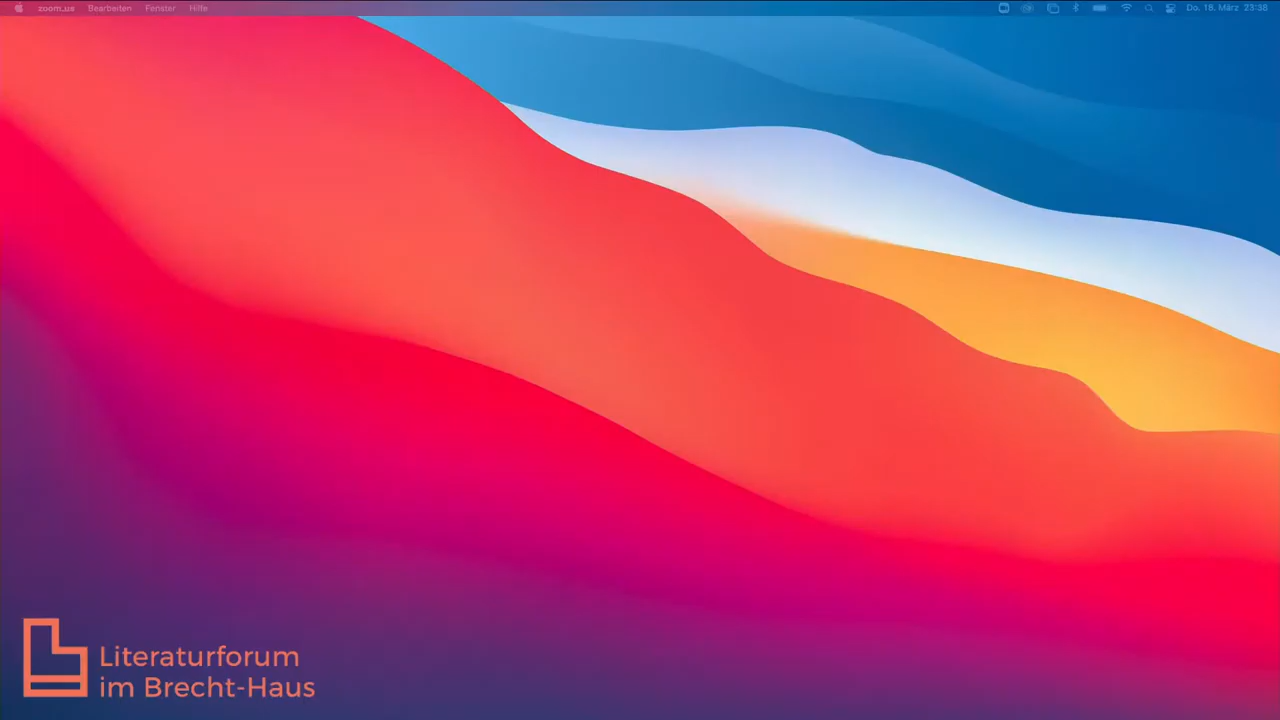 zoom.us Bearbeiten Fenster Hilfe Do. 18. März 23:38
Literaturforum
im Brecht-Haus